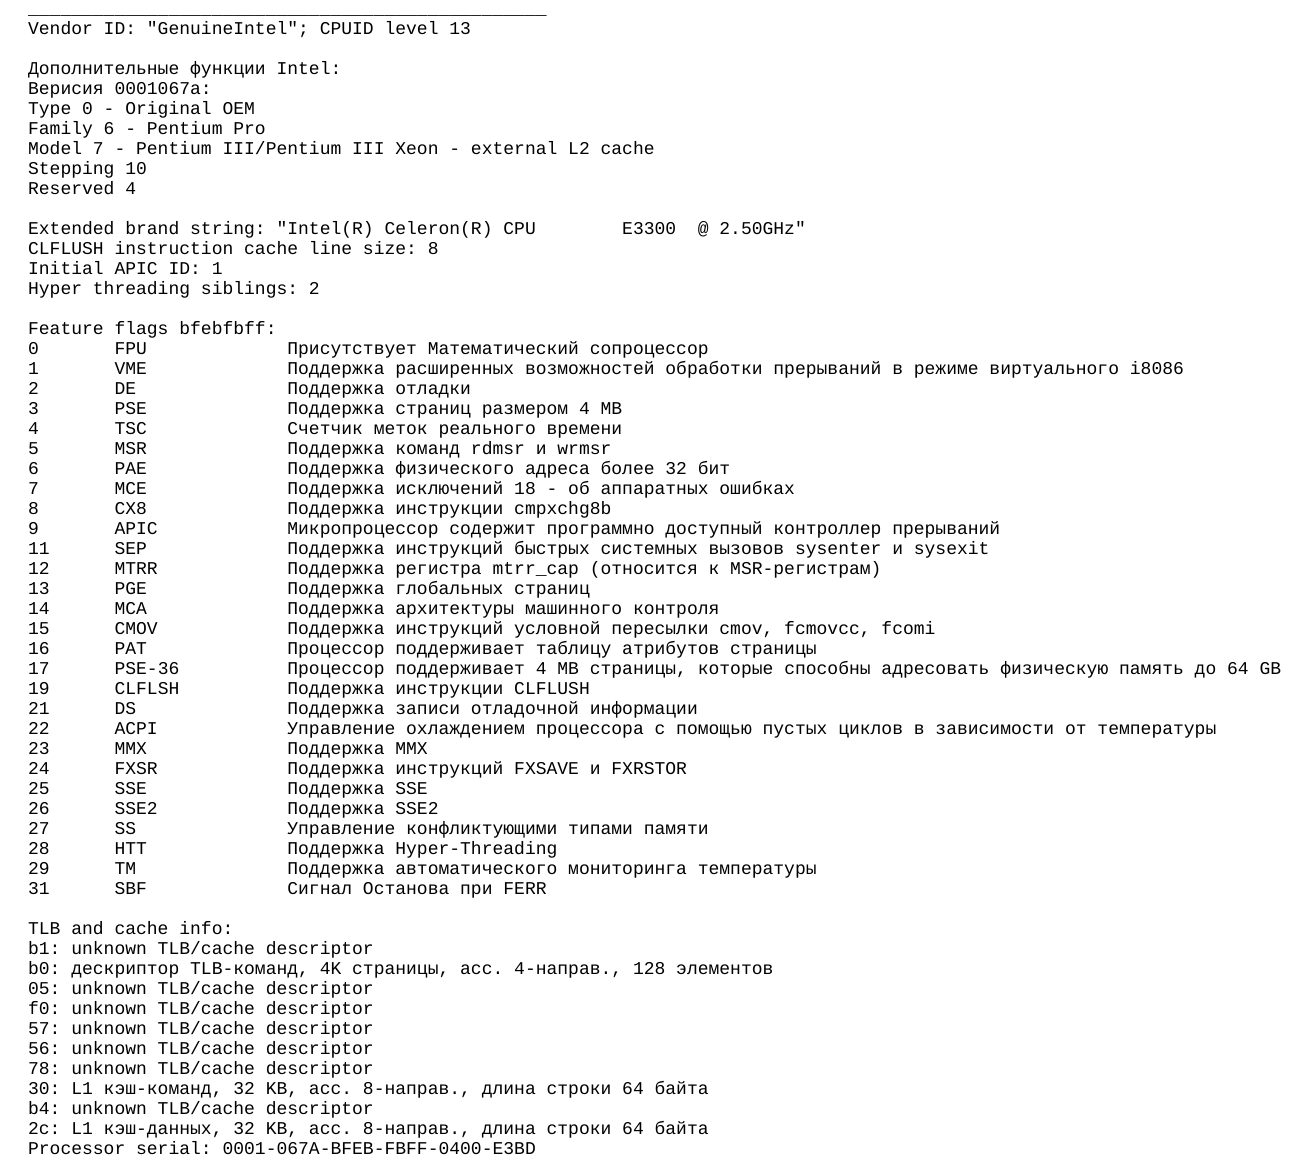 ________________________________________________
Vendor ID: "GenuineIntel"; CPUID level 13
Дополнительные функции Intel:
Верисия 0001067a:
Type 0 - Original OEM
Family 6 - Pentium Pro
Model 7 - Pentium III/Pentium III Xeon - external L2 cache
Stepping 10
Reserved 4
Extended brand string: "Intel(R) Celeron(R) CPU        E3300  @ 2.50GHz"
CLFLUSH instruction cache line size: 8
Initial APIC ID: 1
Hyper threading siblings: 2
Feature flags bfebfbff:
0       FPU             Присутствует Математический сопроцессор
1       VME             Поддержка расширенных возможностей обработки прерываний в режиме виртуального i8086
2       DE              Поддержка отладки
3       PSE             Поддержка страниц размером 4 MB
4       TSC             Счетчик меток реального времени
5       MSR             Поддержка команд rdmsr и wrmsr
6       PAE             Поддержка физического адреса более 32 бит
7       MCE             Поддержка исключений 18 - об аппаратных ошибках
8       CX8             Поддержка инструкции cmpxchg8b
9       APIC            Микропроцессор содержит программно доступный контроллер прерываний
11      SEP             Поддержка инструкций быстрых системных вызовов sysenter и sysexit
12      MTRR            Поддержка регистра mtrr_cap (относится к MSR-регистрам)
13      PGE             Поддержка глобальных страниц
14      MCA             Поддержка архитектуры машинного контроля
15      CMOV            Поддержка инструкций условной пересылки cmov, fcmovcc, fcomi
16      PAT             Процессор поддерживает таблицу атрибутов страницы
17      PSE-36          Процессор поддерживает 4 MB страницы, которые способны адресовать физическую память до 64 GB
19      CLFLSH          Поддержка инструкции CLFLUSH
21      DS              Поддержка записи отладочной информации
22      ACPI            Управление охлаждением процессора с помощью пустых циклов в зависимости от температуры
23      MMX             Поддержка MMX
24      FXSR            Поддержка инструкций FXSAVE и FXRSTOR
25      SSE             Поддержка SSE
26      SSE2            Поддержка SSE2
27      SS              Управление конфликтующими типами памяти
28      HTT             Поддержка Hyper-Threading
29      TM              Поддержка автоматического мониторинга температуры
31      SBF             Сигнал Останова при FERR
TLB and cache info:
b1: unknown TLB/cache descriptor
b0: дескриптор TLB-команд, 4K страницы, асс. 4-направ., 128 элементов
05: unknown TLB/cache descriptor
f0: unknown TLB/cache descriptor
57: unknown TLB/cache descriptor
56: unknown TLB/cache descriptor
78: unknown TLB/cache descriptor
30: L1 кэш-команд, 32 KB, асс. 8-направ., длина строки 64 байта
b4: unknown TLB/cache descriptor
2c: L1 кэш-данных, 32 KB, асс. 8-направ., длина строки 64 байта
Processor serial: 0001-067A-BFEB-FBFF-0400-E3BD